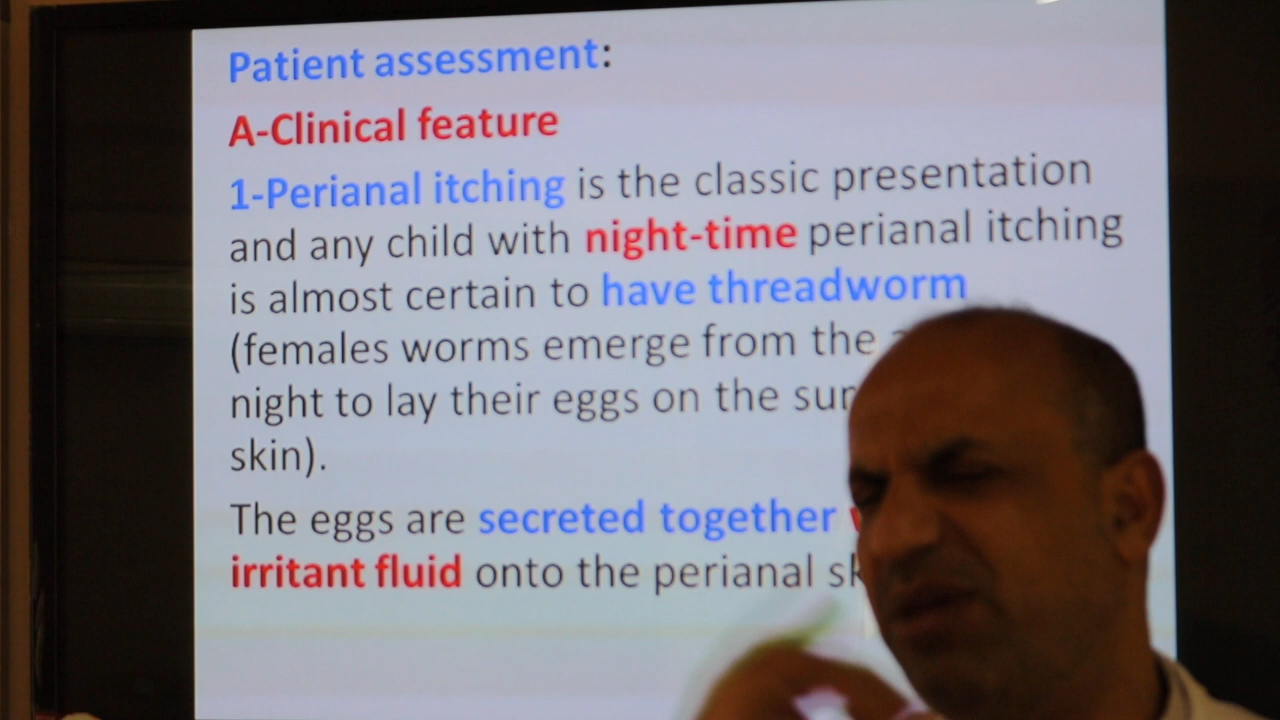 Patient assessment:
A-Clinical feature
1-Perianal itching is the classic presentation
and any child with night-time perianal itching
is almost certain to have threadworm
(females worms emerge from the
night to lay their eggs on the
skin).
The eggs are secreted together
irritant fluid onto the perianal